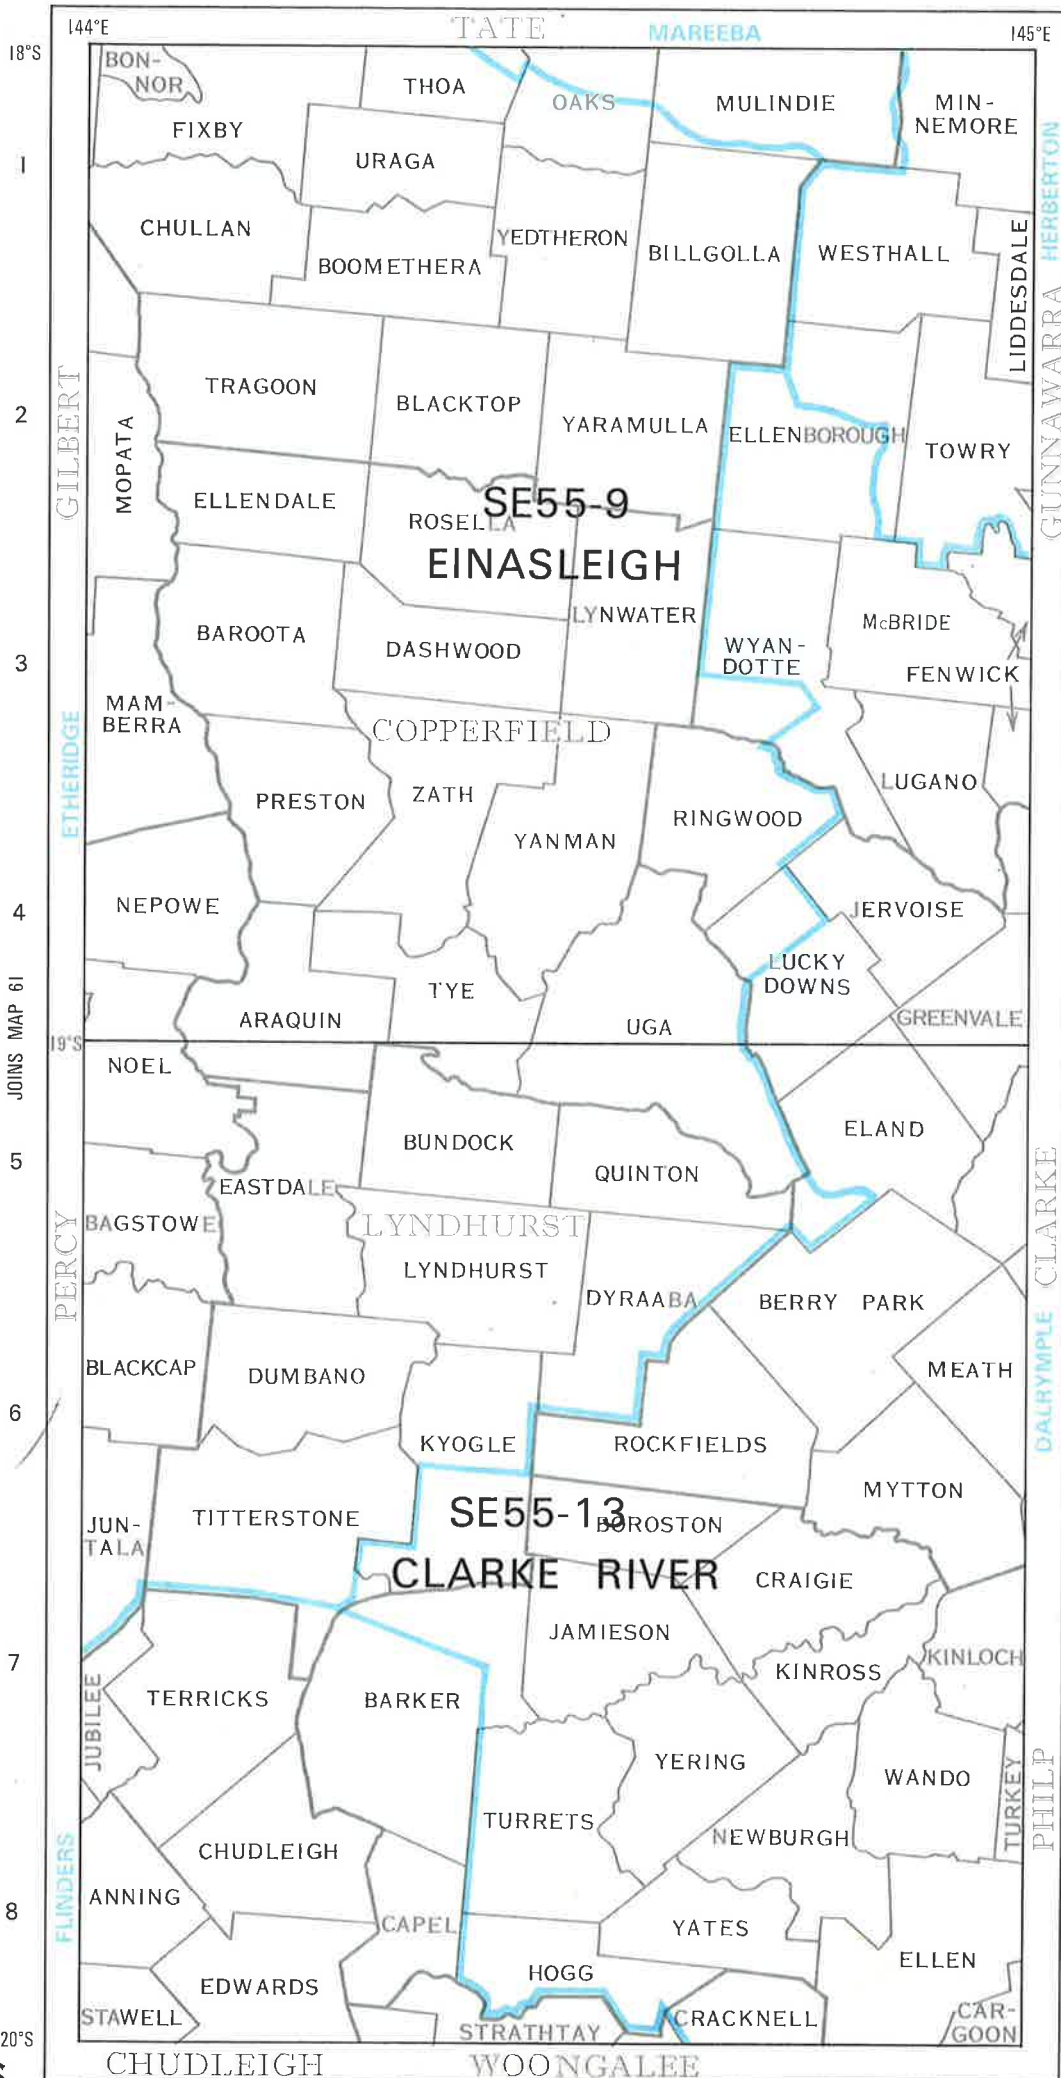 144°E
TATE
MAREEBA
145°E
18°S
BON-
NOR
THOA
OAKS
MULINDIE
MIN-
NEMORE
FIXBY
URAGA
1
HERBERTON
CHULLAN
BOOMETHERA
YEDTHERON
BILLGOLLA
WESTHALL
LIDDESDALE
GUNNAWARRA
GILBERT
2
MOPATA
TRAGOON
BLACKTOP
YARAMULLA
ELLENBOROUGH
TOWRY
ELLENDALE
ROSELLA
SE55-9
EINASLEIGH
LYNWATER
McBRIDE
BAROOTA
DASHWOOD
WYAN-
DOTTE
FENWICK
3
MAM-
BERRA
COPPERFIELD
ETHERIDGE
PRESTON
ZATH
YANMAN
RINGWOOD
LUGANO
4
NEPOWE
JERVOISE
LUCKY
DOWNS
TYE
ARAQUIN
UGA
GREENVALE
JOINS MAP 61
19°S
NOEL
BUNDOCK
QUINTON
ELAND
5
EASTDALE
BAGSTOWE
LYNDHURST
LYNDHURST
DYRAABA
BERRY PARK
CLARKE
PERCY
BLACKCAP
DUMBANO
MEATH
DALRYMPLE
6
KYOGLE
ROCKFIELDS
MYTTON
JUN-
TALA
TITTERSTONE
SE55-13
BOROSTON
CLARKE RIVER
CRAIGIE
JAMIESON
7
KINROSS
KINLOCH
JUBILEE
TERRICKS
BARKER
YERING
WANDO
TURKEY
PHILP
TURRETS
NEWBURGH
CHUDLEIGH
FLINDERS
8
ANNING
CAPEL
YATES
ELLEN
EDWARDS
HOGG
STAWELL
STRATHTAY
CRACKNELL
CAR-
GOON
20°S
CHUDLEIGH
WOONGALEE